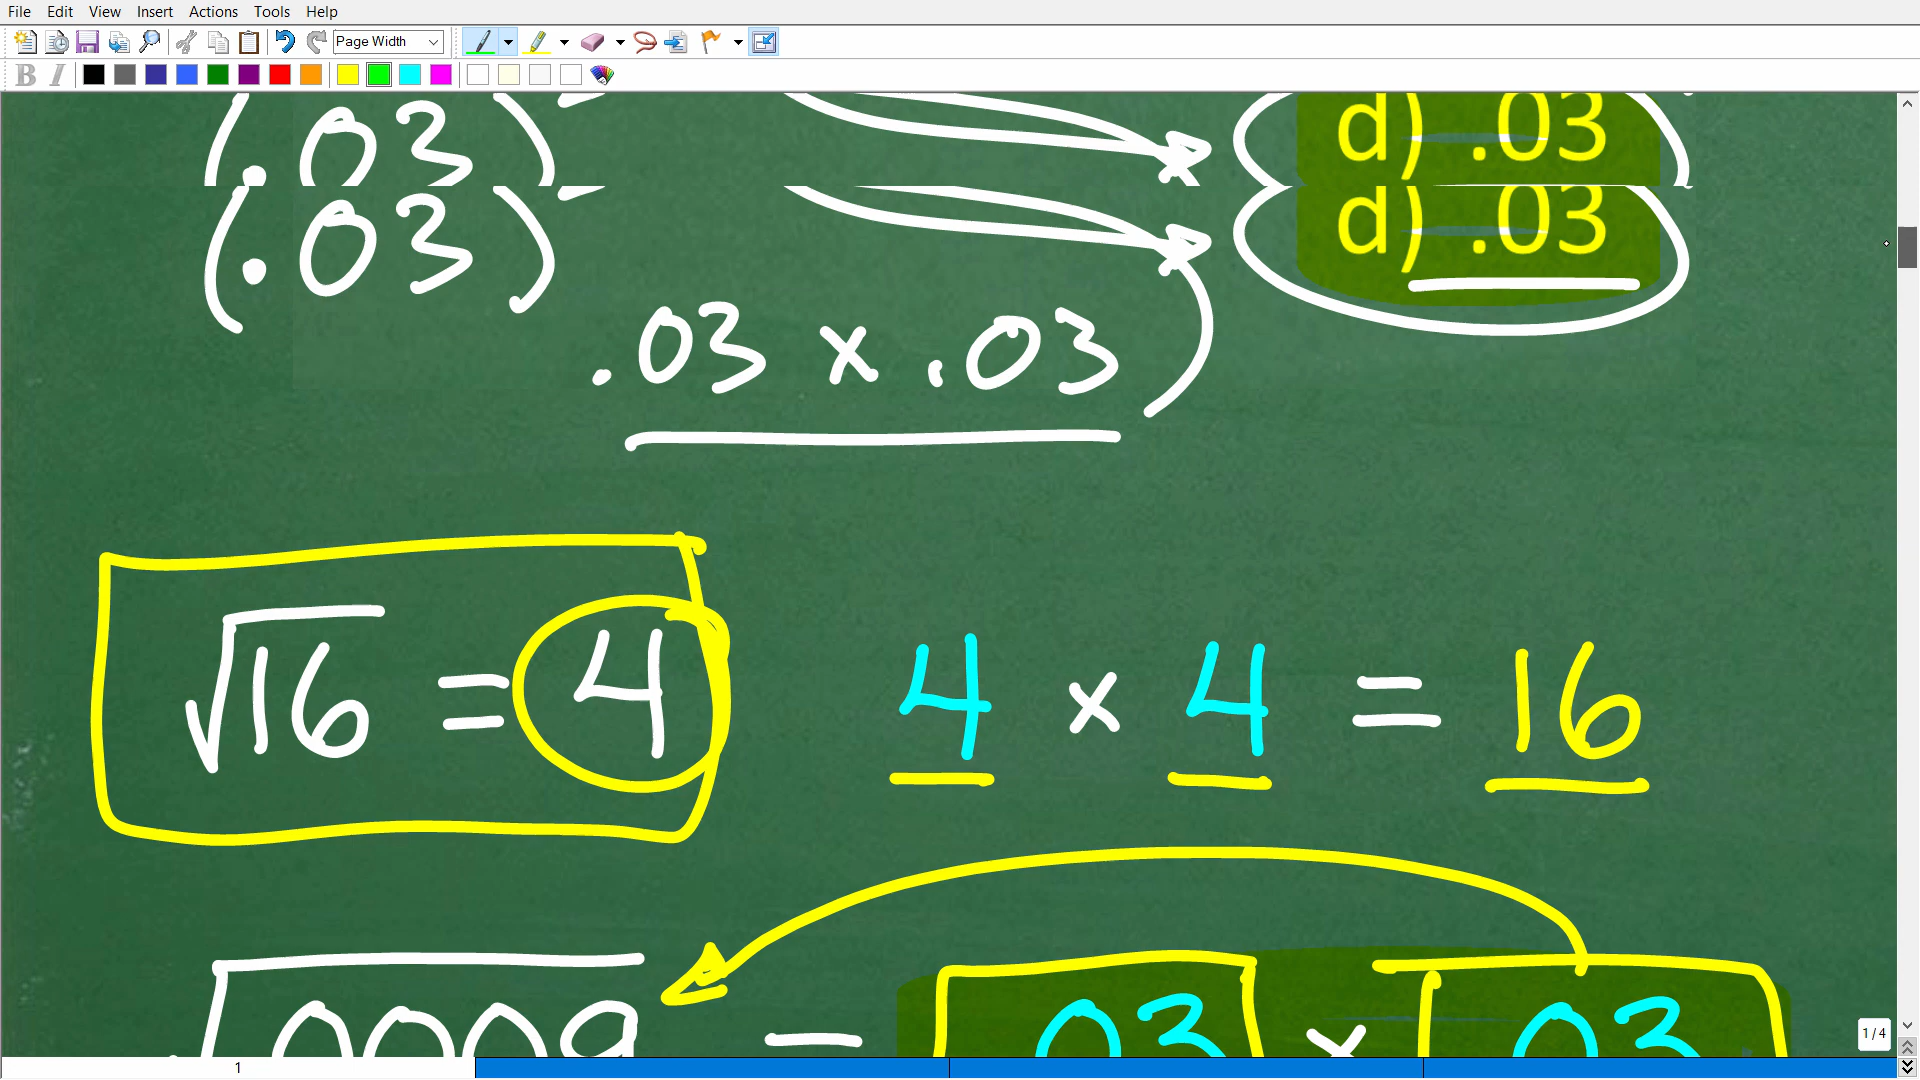 File Edit View Insert Actions Tools Help
Page Width
B I
(.03) d) .03
(.03) d) .03
.03 x .03
√16 = 4 4 x 4 = 16
√.0009 = .03 x .03
1 / 4
1